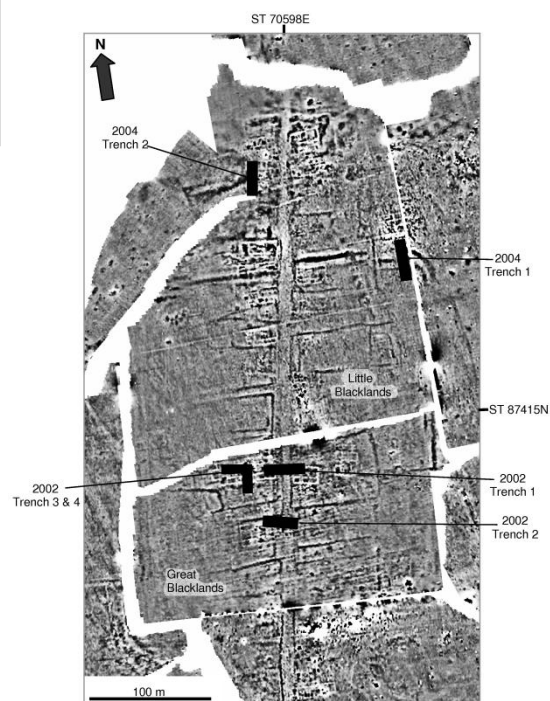 ST 70598E
N
2004
Trench 2
2004
Trench 1
Little
Blacklands
ST 87415N
2002
Trench 3 & 4
2002
Trench 1
2002
Trench 2
Great
Blacklands
100 m